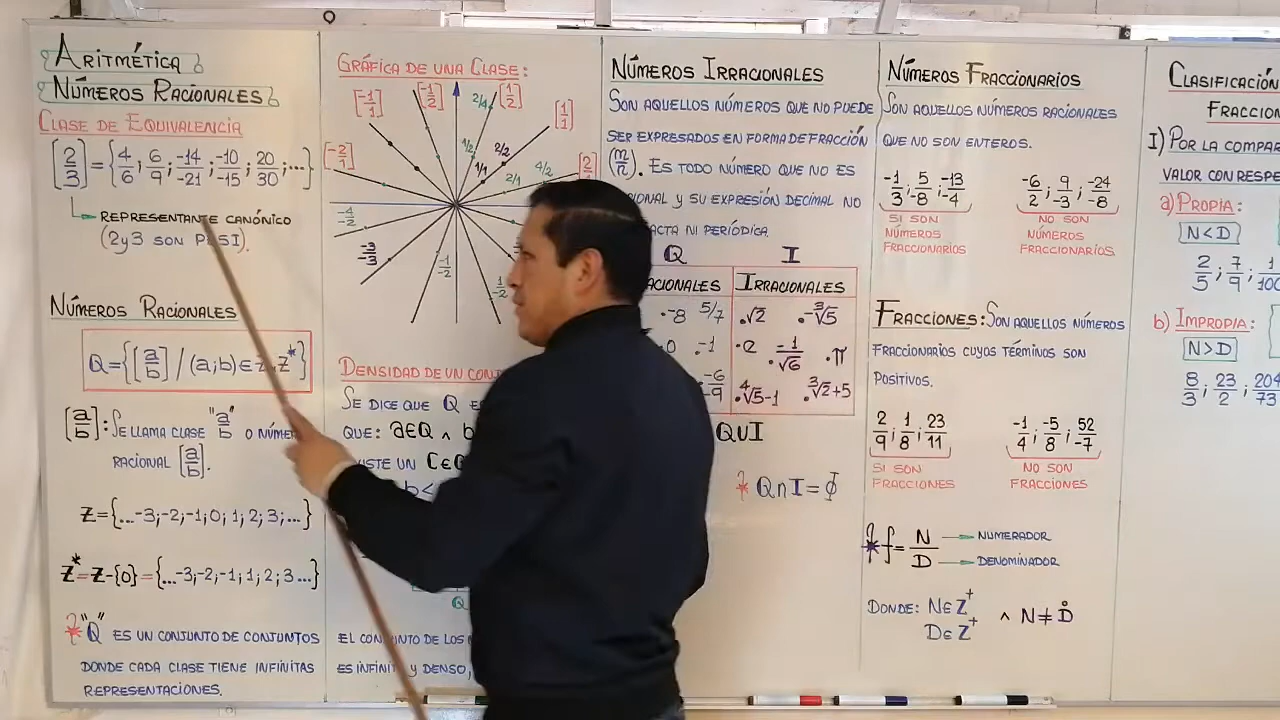 ARITMÉTICA
NÚMEROS RACIONALES
CLASE DE EQUIVALENCIA
[2/3] = {4/6; 6/9; -14/-21; -10/-15; 20/30; ...}
REPRESENTANTE CANÓNICO
(2 y 3 SON PESI).
NÚMEROS RACIONALES
Q = {[a/b] / (a;b) ∈ Z, Z*}
[a/b]: SE LLAMA CLASE "a/b" O NÚMERO
RACIONAL [a/b].
Z = {...-3; -2; -1; 0; 1; 2; 3; ...}
Z* = Z - {0} = {...-3; -2; -1; 1; 2; 3 ...}
* "Q" ES UN CONJUNTO DE CONJUNTOS
DONDE CADA CLASE TIENE INFINITAS
REPRESENTACIONES.
GRÁFICA DE UNA CLASE:
[-1/1] [-1/2] 2/4 [1/2] [1/1]
[-2/1] 1/2 1/1 2/2 2/1 4/2 [2/1]
-4/-2
-3/-3 -1/-2 1/-2
DENSIDAD DE UN
SE DICE QUE Q
QUE: a∈Q ∧ b
UN C∈Q
b<
Q
EL CONJUNTO DE LOS
ES INFINITO Y DENSO,
NÚMEROS IRRACIONALES
SON AQUELLOS NÚMEROS QUE NO PUEDE
SER EXPRESADOS EN FORMA DE FRACCIÓN
(m/n). ES TODO NÚMERO QUE NO ES
Y SU EXPRESIÓN DECIMAL NO
NI PERIÓDICA.
Q I
IRRACIONALES
·-8 5/7 ·√2 ·-∛5
·0 ·-1 ·e ·-1/√6 ·π
-6/-9 ·⁴√5-1 ·∛2+5
Q∪I
* Q∩I=ϕ
NÚMEROS FRACCIONARIOS
SON AQUELLOS NÚMEROS RACIONALES
QUE NO SON ENTEROS.
-1/3; 5/-8; -13/-4 -6/2; 9/-3; -24/-8
SI SON NO SON
NÚMEROS NÚMEROS
FRACCIONARIOS FRACCIONARIOS.
FRACCIONES: SON AQUELLOS NÚMEROS
FRACCIONARIOS CUYOS TÉRMINOS SON
POSITIVOS.
2/9; 1/8; 23/11 -1/4; -5/8; 52/-7
SI SON NO SON
FRACCIONES FRACCIONES.
* f = N/D
NUMERADOR
DENOMINADOR
DONDE: N∈Z⁺ ∧ N≠D̊
D∈Z⁺
CLASIFICACIÓN
I) POR LA
VALOR CON
a) PROPIA:
N<D
2/5; 7/9;
b) IMPROPIA:
N>D
8/3; 23/2; 204/73